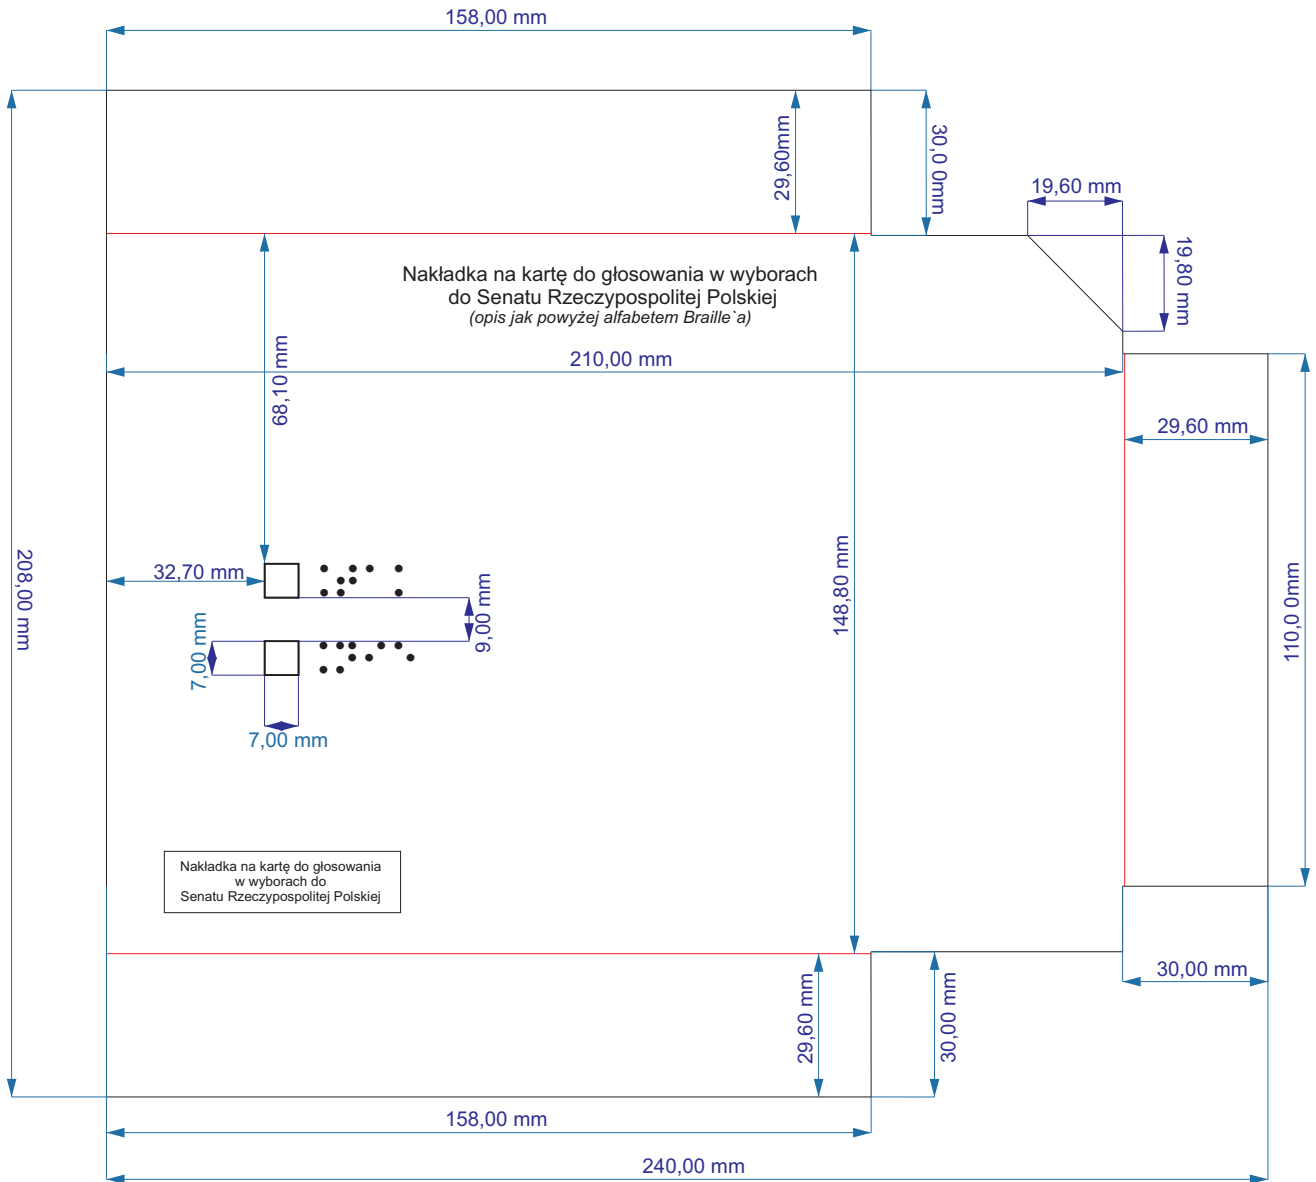 158,00 mm
29,60mm
30,0 0mm
19,60 mm
19,80 mm
Nakładka na kartę do głosowania w wyborach
do Senatu Rzeczypospolitej Polskiej
(opis jak powyżej alfabetem Braille`a)
210,00 mm
68,10 mm
29,60 mm
208,00 mm
32,70 mm
148,80 mm
6,00 mm
110,0 0mm
7,00 mm
7,00 mm
Nakładka na kartę do głosowania
w wyborach do
Senatu Rzeczypospolitej Polskiej
30,00 mm
29,60 mm
30,00 mm
158,00 mm
240,00 mm